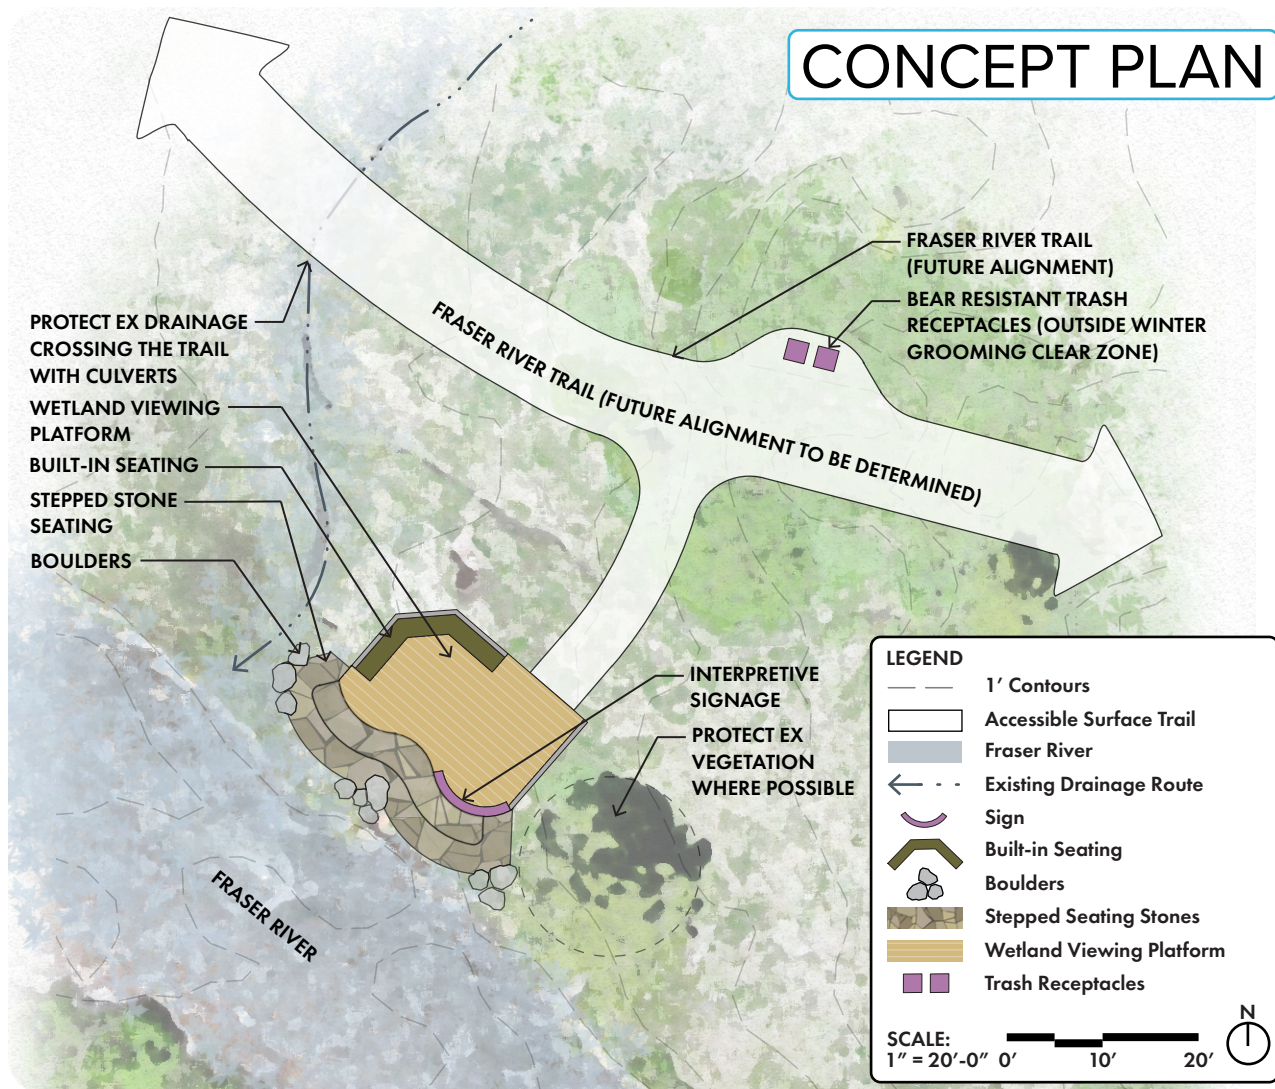 CONCEPT PLAN
FRASER RIVER TRAIL
(FUTURE ALIGNMENT)
BEAR RESISTANT TRASH
RECEPTACLES (OUTSIDE WINTER
GROOMING CLEAR ZONE)
PROTECT EX DRAINAGE
CROSSING THE TRAIL
WITH CULVERTS
WETLAND VIEWING
PLATFORM
BUILT-IN SEATING
STEPPED STONE
SEATING
BOULDERS
FRASER RIVER TRAIL (FUTURE ALIGNMENT TO BE DETERMINED)
INTERPRETIVE
SIGNAGE
PROTECT EX
VEGETATION
WHERE POSSIBLE
FRASER RIVER
LEGEND
1’ Contours
Accessible Surface Trail
Fraser River
Existing Drainage Route
Sign
Built-in Seating
Boulders
Stepped Seating Stones
Wetland Viewing Platform
Trash Receptacles
N
SCALE:
1” = 20’-0” 0’ 10’ 20’